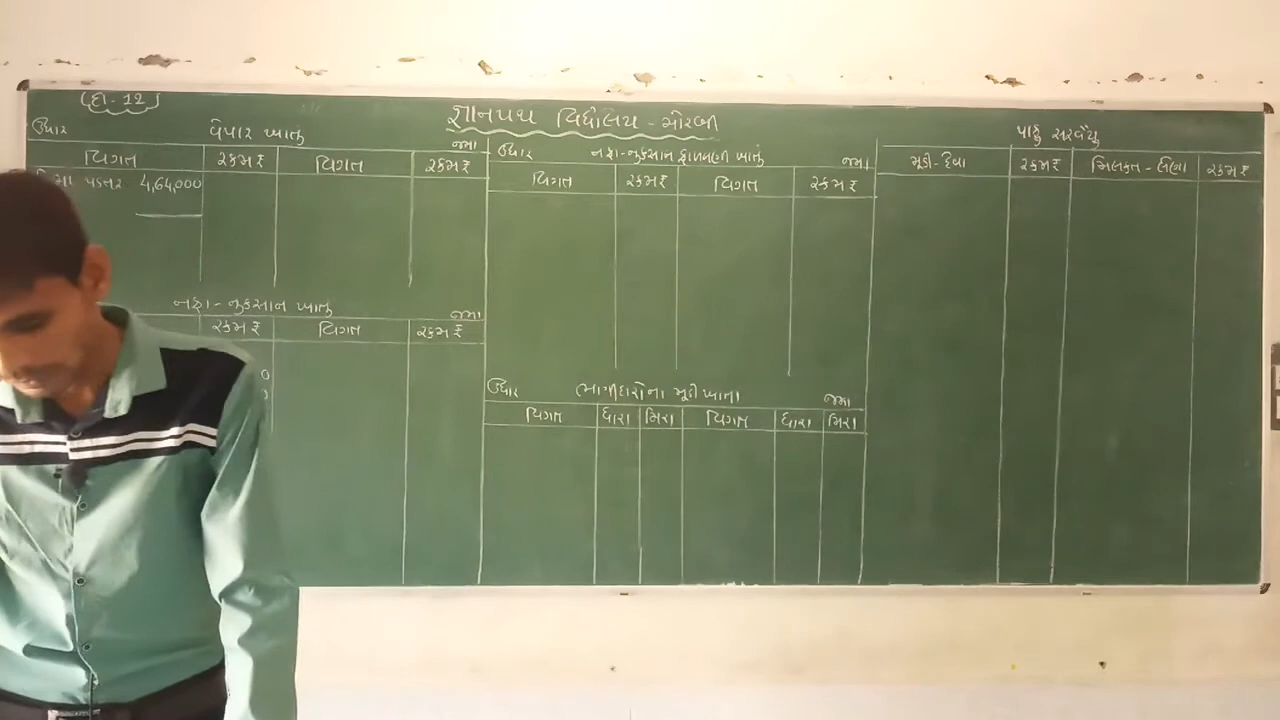 (દા-12)
જ્ઞાનપથ વિદ્યાલય - મોરબી
ઉધાર વેપાર ખાતું જમા
વિગત રકમ ₹ વિગત રકમ ₹
પડતર 4,64,000
નફા-નુકસાન ખાતું જમા
રકમ ₹ વિગત રકમ ₹
ઉધાર નફા-નુકસાન ફાળવણી ખાતું જમા
વિગત રકમ ₹ વિગત રકમ ₹
ઉધાર ભાગીદારોના મૂડી ખાતા જમા
વિગત ધારા મિરા વિગત ધારા મિરા
પાકું સરવૈયું
મૂડી-દેવા રકમ ₹ મિલકત-લેણાં રકમ ₹